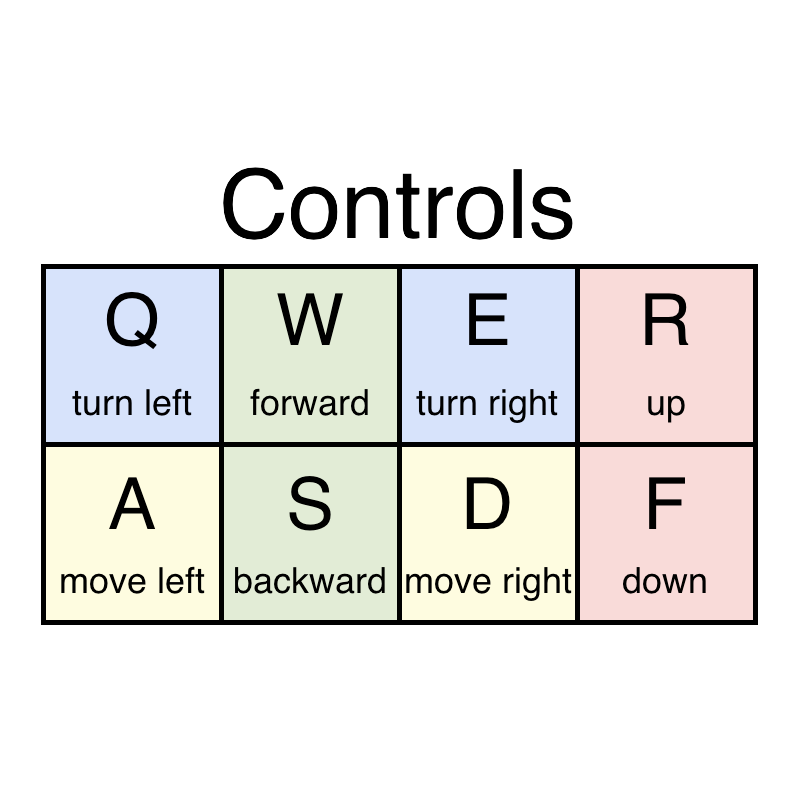 Controls
Q W E R
turn left forward turn right up
A S D F
move left backward move right down